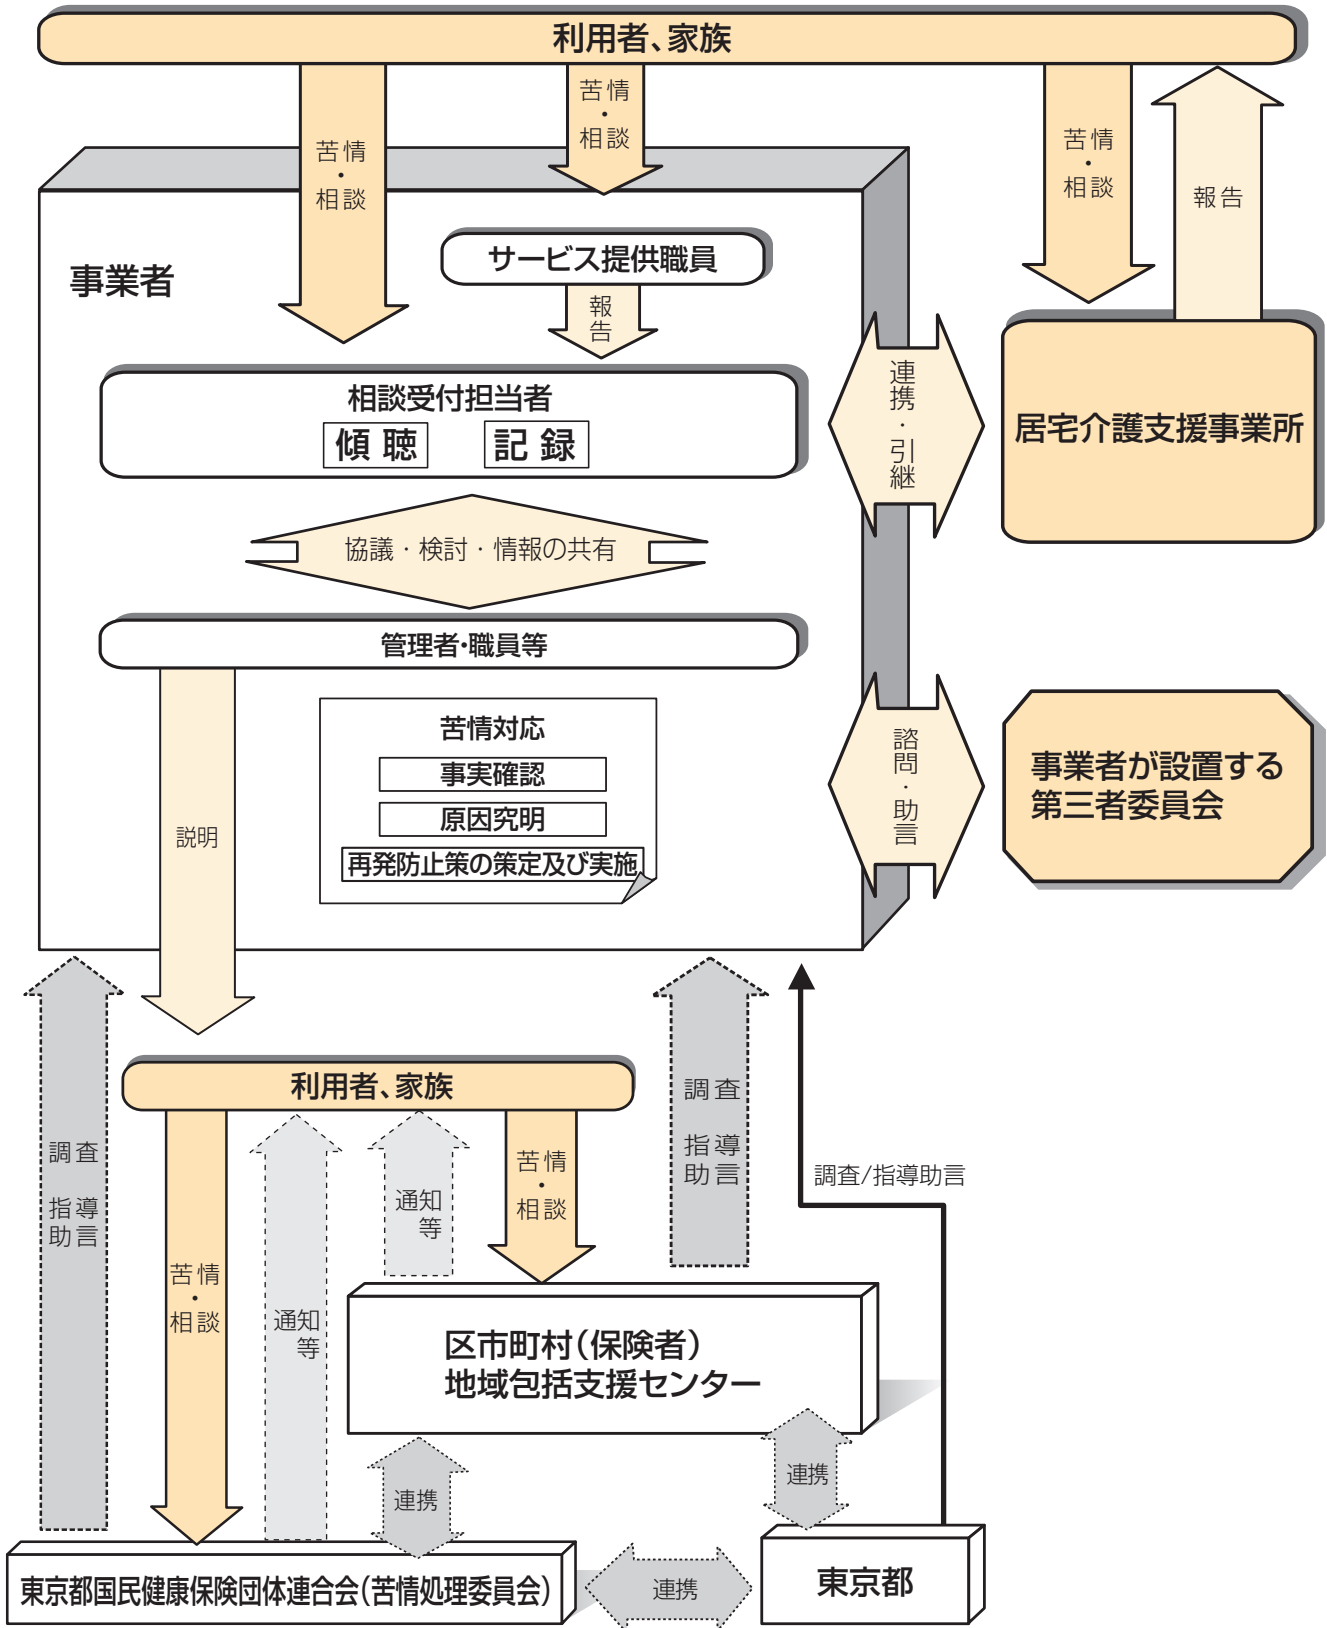 利用者、家族
苦情・相談
苦情・相談
苦情・相談
報告
事業者
サービス提供職員
報告
相談受付担当者
傾聴
記録
連携・引継
居宅介護支援事業所
協議・検討・情報の共有
管理者・職員等
苦情対応
事実確認
原因究明
再発防止策の策定及び実施
説明
諮問・助言
事業者が設置する
第三者委員会
利用者、家族
調査
指導
助言
苦情・相談
通知
等
通知
等
苦情・相談
調査
指導
助言
調査/指導助言
区市町村(保険者)
地域包括支援センター
連携
連携
東京都国民健康保険団体連合会(苦情処理委員会)
連携
東京都